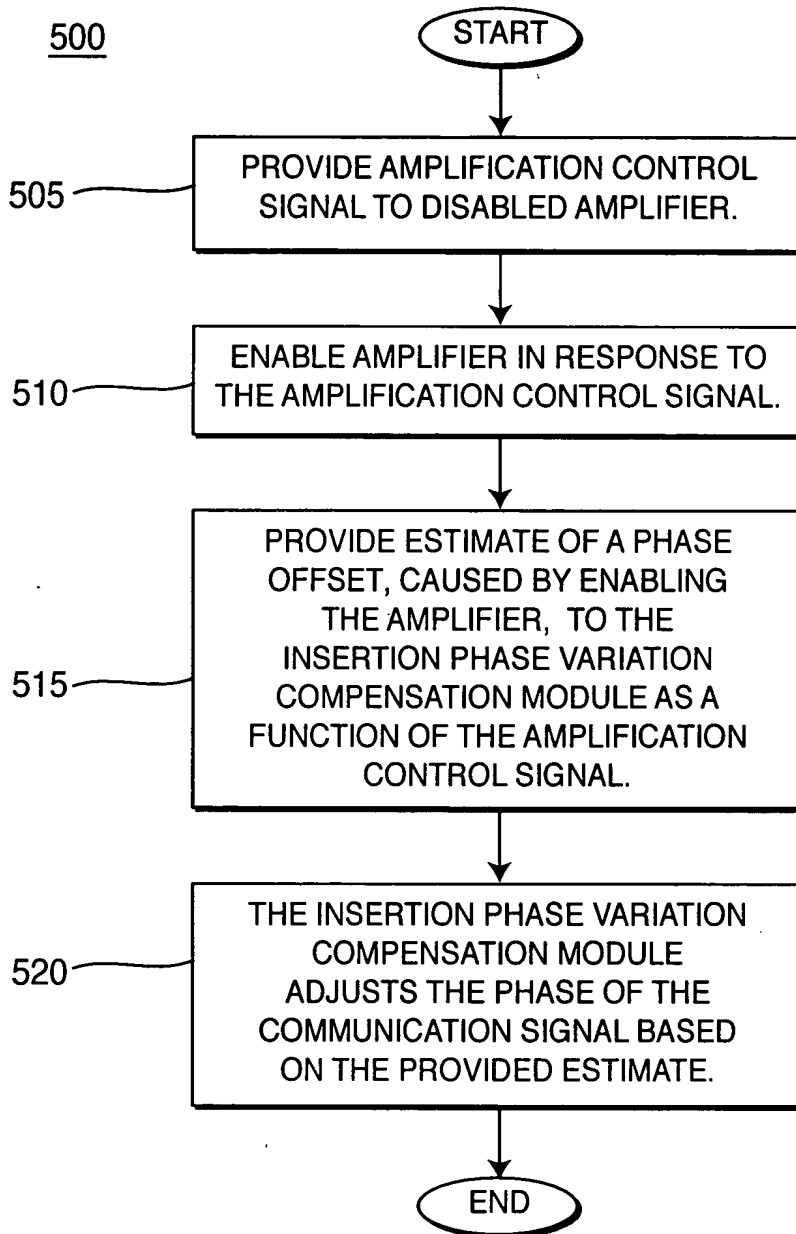 500
START
505
PROVIDE AMPLIFICATION CONTROL
SIGNAL TO DISABLED AMPLIFIER.
510
ENABLE AMPLIFIER IN RESPONSE TO
THE AMPLIFICATION CONTROL SIGNAL.
515
PROVIDE ESTIMATE OF A PHASE
OFFSET, CAUSED BY ENABLING
THE AMPLIFIER, TO THE
INSERTION PHASE VARIATION
COMPENSATION MODULE AS A
FUNCTION OF THE AMPLIFICATION
CONTROL SIGNAL.
520
THE INSERTION PHASE VARIATION
COMPENSATION MODULE
ADJUSTS THE PHASE OF THE
COMMUNICATION SIGNAL BASED
ON THE PROVIDED ESTIMATE.
END